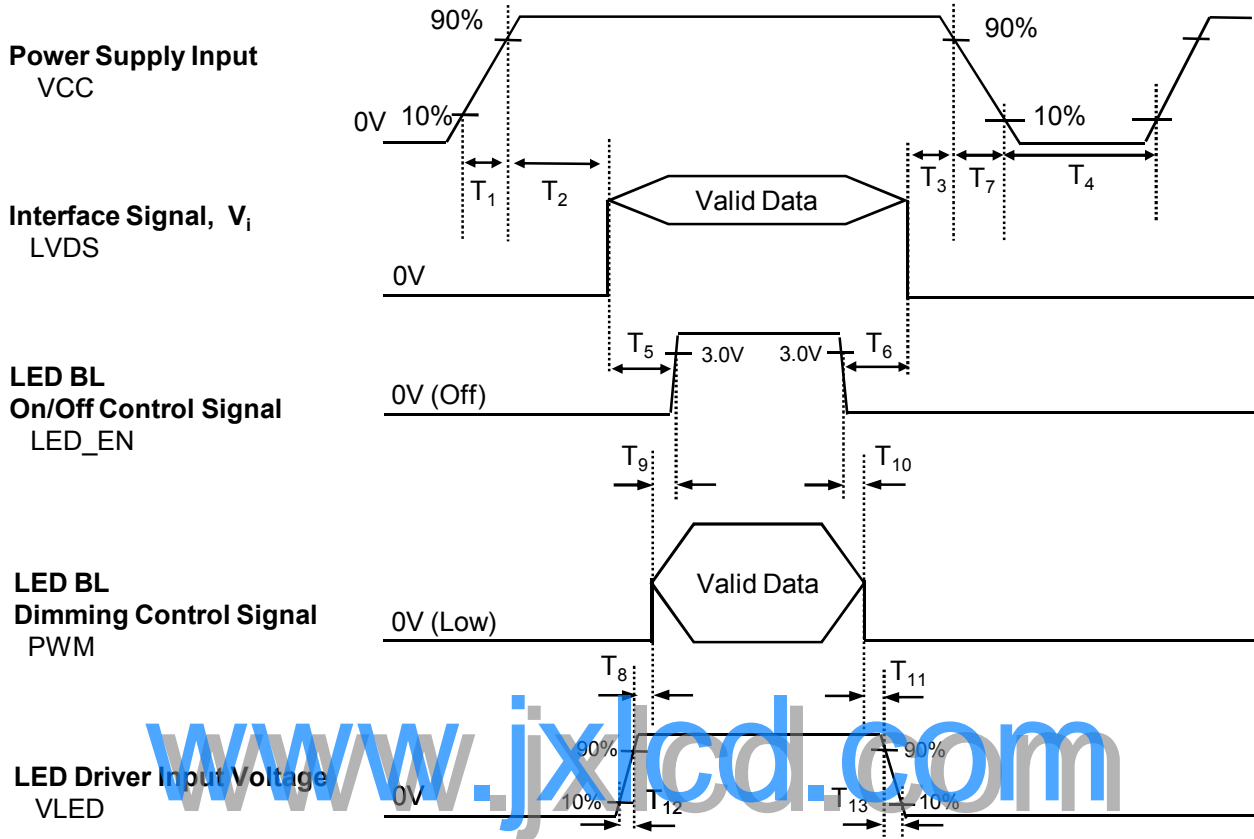 90%
90%
Power Supply Input
VCC
0V
10%
10%
T1
T2
T3
T7
T4
Valid Data
Interface Signal, Vi
LVDS
0V
T5
3.0V
3.0V
T6
LED BL
On/Off Control Signal
LED_EN
0V (Off)
T9
T10
LED BL
Dimming Control Signal
PWM
Valid Data
0V (Low)
T8
T11
www.jxlcd.com
90%
90%
LED Driver Input Voltage
VLED
0V
10%
T12
T13
10%